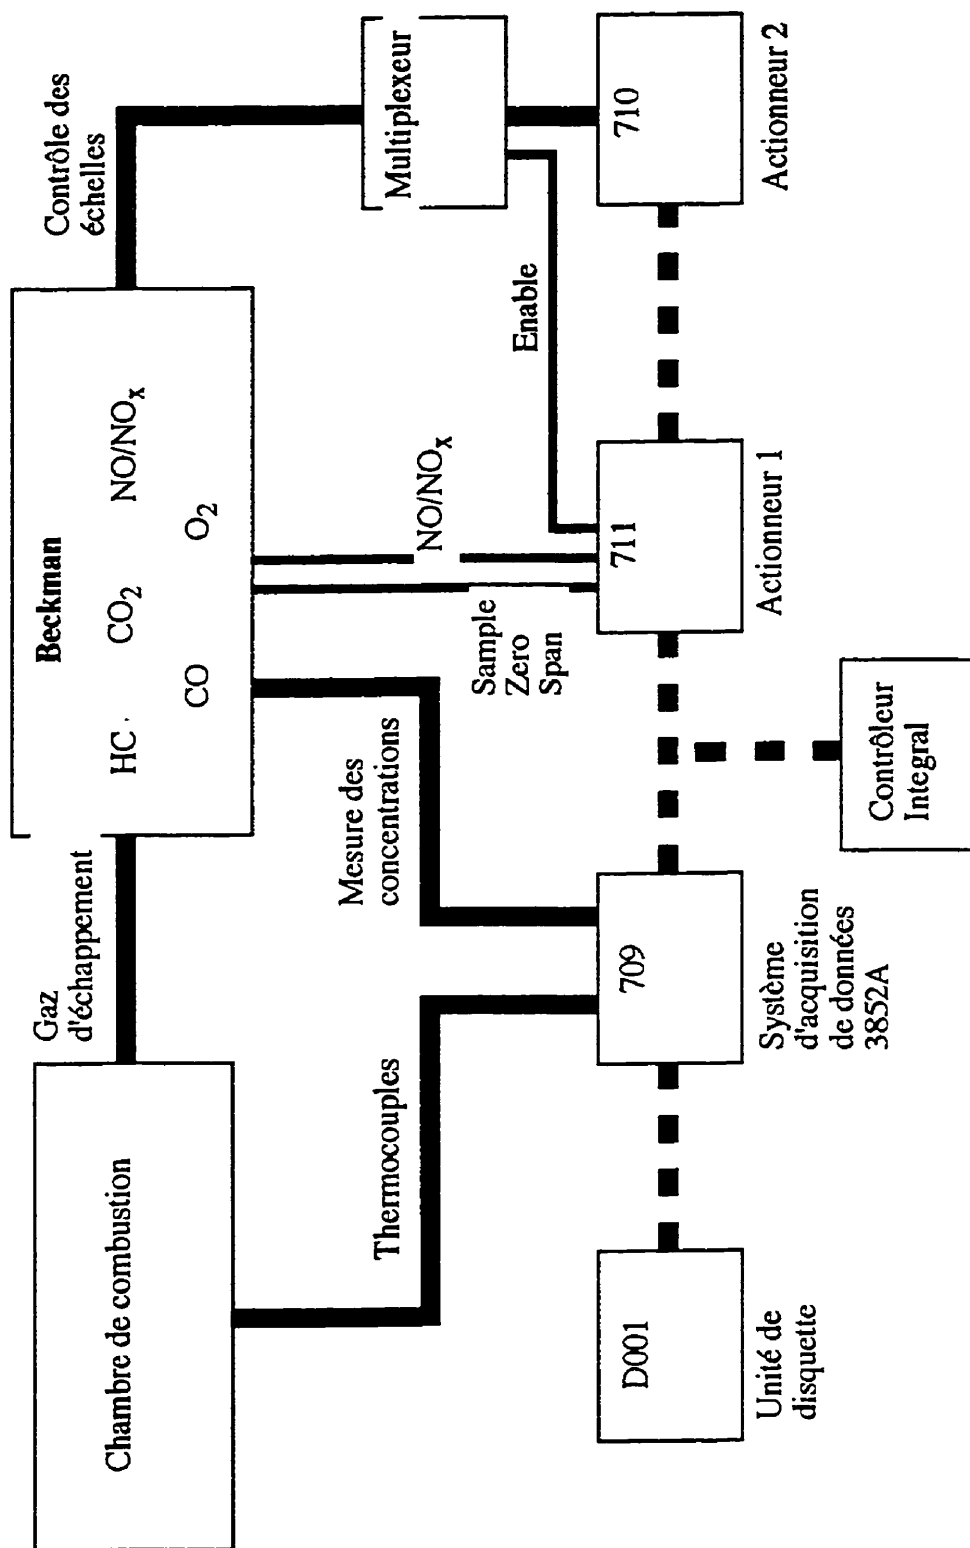 Chambre de combustion
Gaz
d'échappement
Beckman
HC
CO2
NO/NOx
CO
O2
Contrôle des
échelles
Multiplexeur
Thermocouples
Mesure des
concentrations
Sample
Zero
Span
NO/NOx
Enable
D001
Unité de
disquette
709
Système
d'acquisition
de données
3852A
Contrôleur
Integral
711
Actionneur 1
710
Actionneur 2